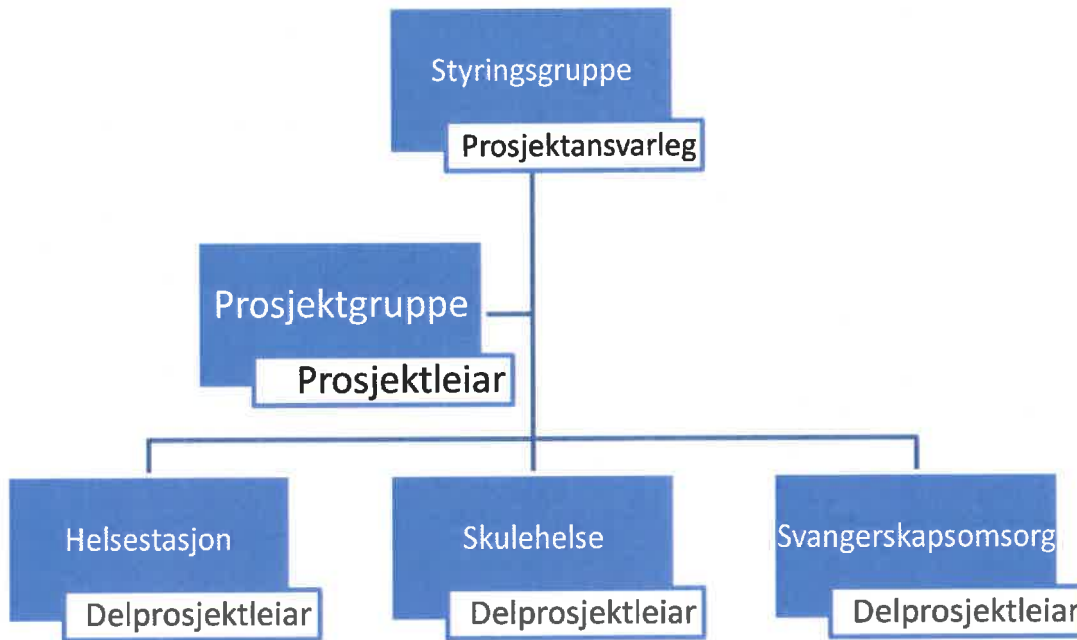 Styringsgruppe
Prosjektansvarleg
Prosjektgruppe
Prosjektleiar
Helsestasjon
Delprosjektleiar
Skulehelse
Delprosjektleiar
Svangerskapsomsorg
Delprosjektleiar